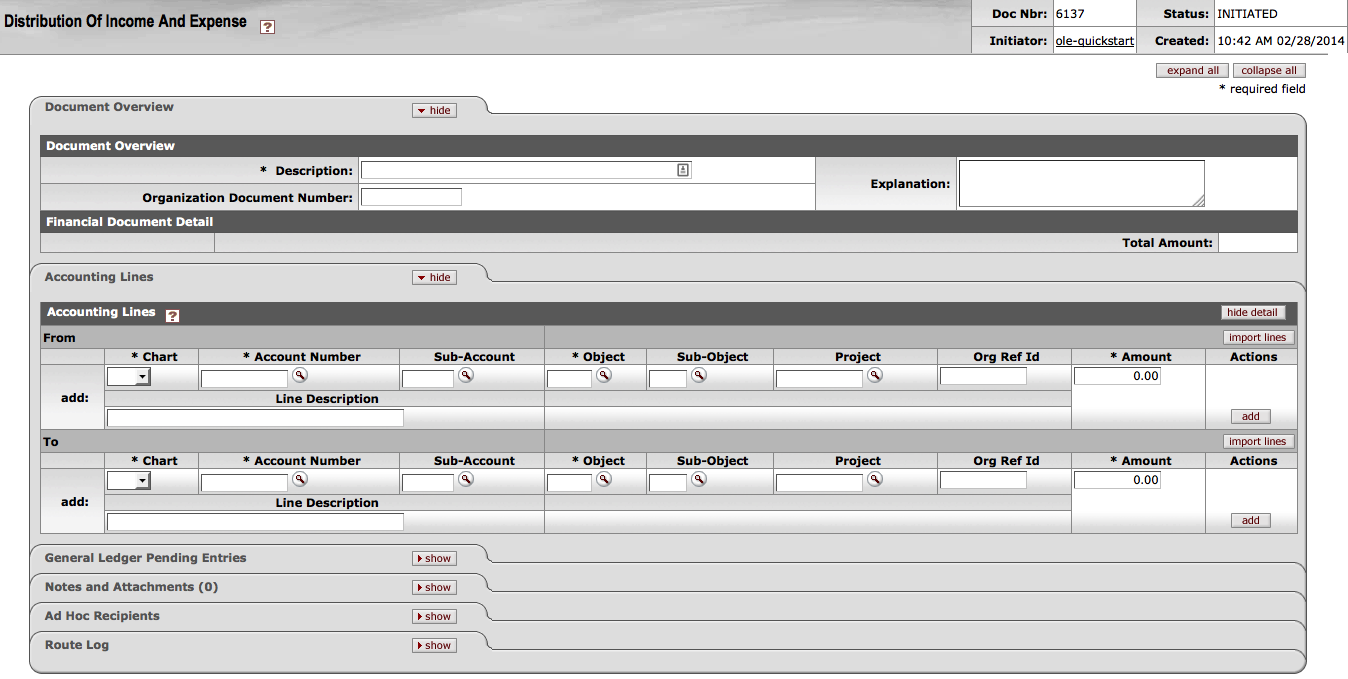 Distribution Of Income And Expense ?
Doc Nbr: 6137 Status: INITIATED
Initiator: ole-quickstart Created: 10:42 AM 02/28/2014
expand all collapse all
* required field
Document Overview hide
Document Overview
* Description:
Explanation:
Organization Document Number:
Financial Document Detail
Total Amount:
Accounting Lines hide
Accounting Lines ? hide detail
From import lines
* Chart * Account Number Sub-Account * Object Sub-Object Project Org Ref Id * Amount Actions
0.00
add: Line Description
add
To import lines
* Chart * Account Number Sub-Account * Object Sub-Object Project Org Ref Id * Amount Actions
0.00
add: Line Description
add
General Ledger Pending Entries show
Notes and Attachments (0) show
Ad Hoc Recipients show
Route Log show